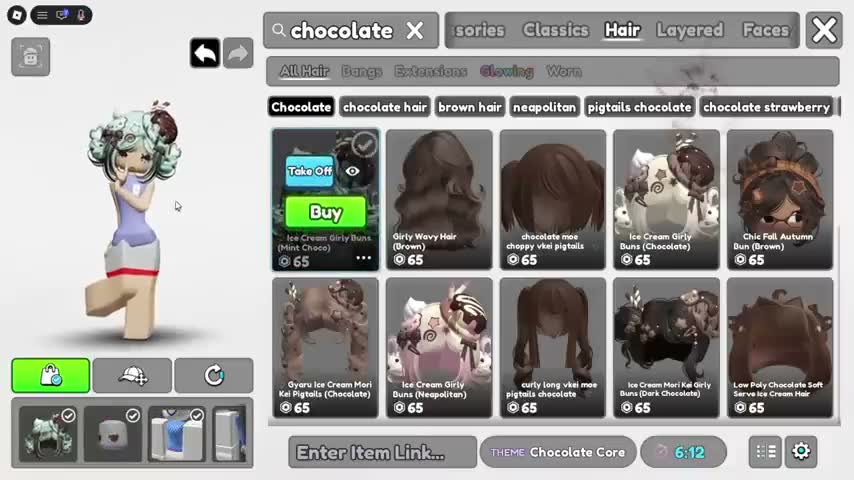 chocolate
ssories Classics Hair Layered Faces
All Hair Bangs Extensions Glowing Worn
Chocolate chocolate hair brown hair neapolitan pigtails chocolate chocolate strawberry
Take Off
Buy
Ice Cream Girly Buns
(Mint Choco)
65
Girly Wavy Hair
(Brown)
65
chocolate moe
choppy vkei pigtails
65
Ice Cream Girly
Buns (Chocolate)
65
Chic Fall Autumn
Bun (Brown)
65
Gyaru Ice Cream Mori
Kei Pigtails (Chocolate)
65
Ice Cream Girly
Buns (Neapolitan)
65
curly long vkei moe
pigtails chocolate
65
Ice Cream Mori Kei Girly
Buns (Dark Chocolate)
65
Low Poly Chocolate Soft
Serve Ice Cream Hair
65
Enter Item Link...
THEME Chocolate Core
6:12